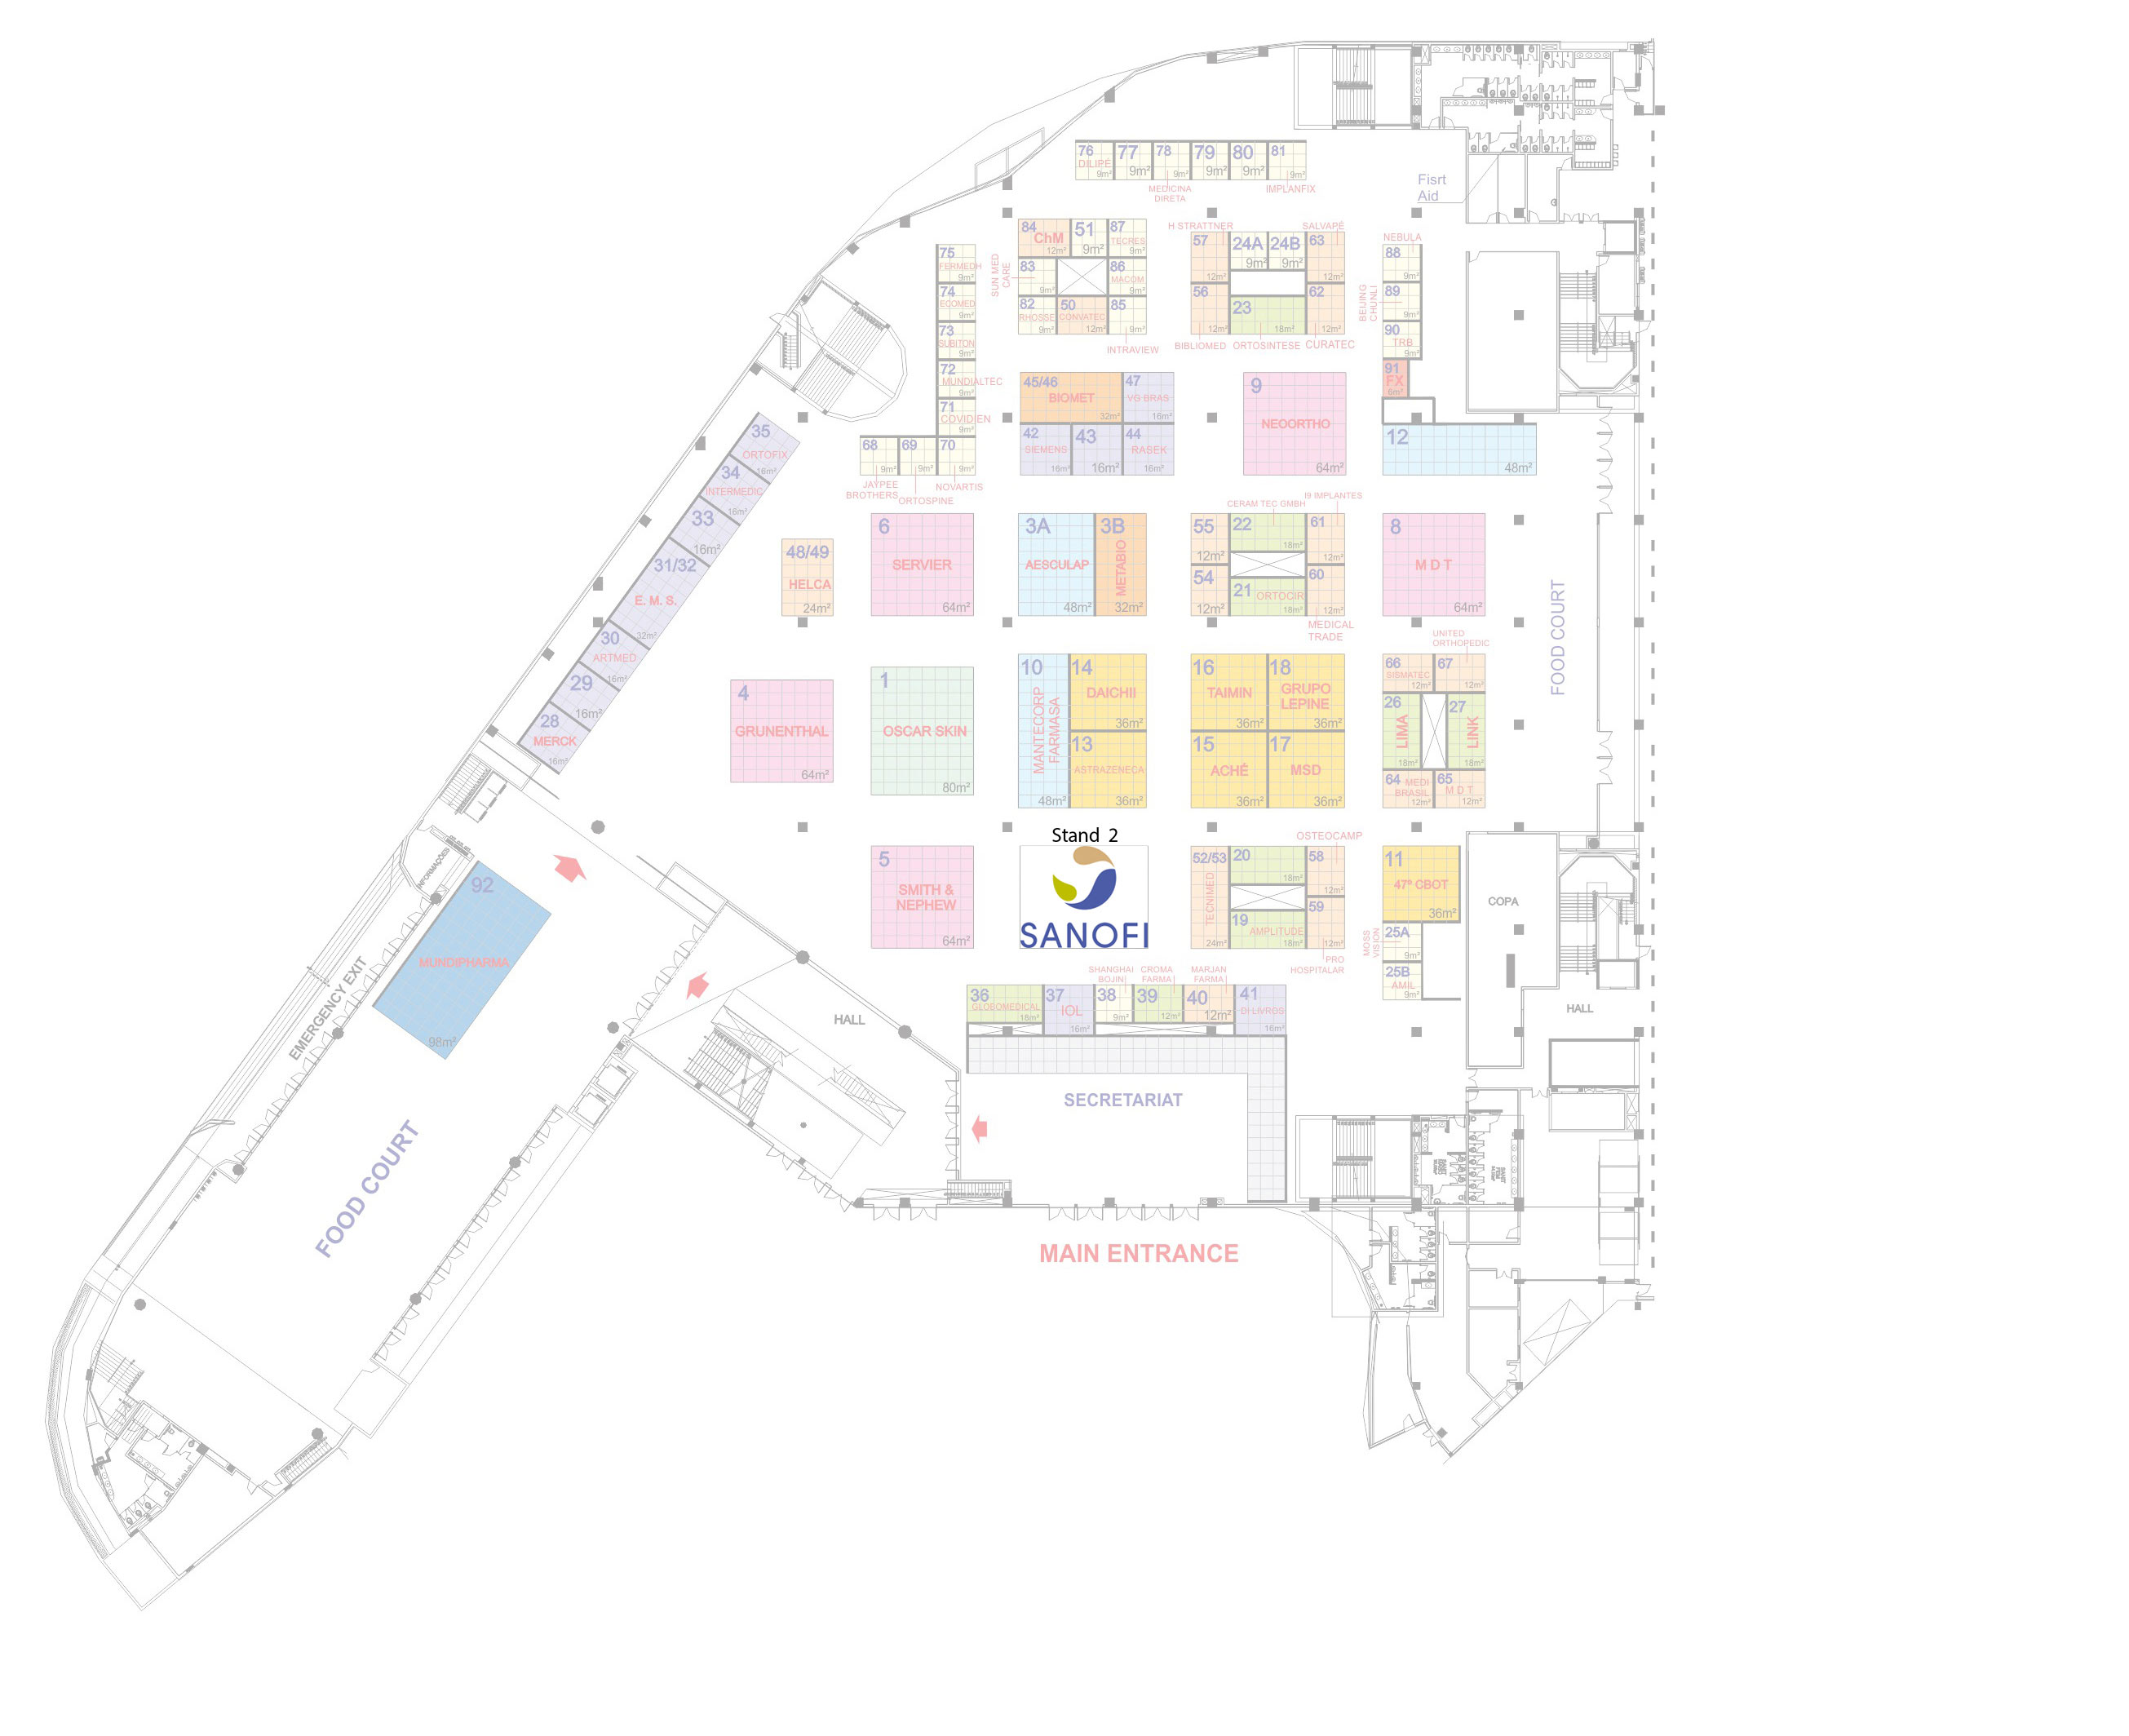 76
DILIPÉ
9m²
77
9m²
78
9m²
MEDICINA
DIRETA
79
9m²
80
9m²
81
9m²
IMPLANFIX
Fisrt
Aid
84
ChM
12m²
51
9m²
87
TECRES
9m²
SUN MED
CARE
83
9m²
86
MACOM
9m²
82
RHOSSE
9m²
50
CONVATEC
12m²
85
9m²
INTRAVIEW
H STRATTNER
57
12m²
24A
9m²
24B
9m²
SALVAPÉ
63
12m²
56
12m²
BIBLIOMED
23
18m²
ORTOSINTESE
62
12m²
CURATEC
NEBULA
88
9m²
BEIJING
CHUNLI
89
9m²
90
TRB
9m²
91
FX
6m²
75
FERMEDH
9m²
74
ECOMED
9m²
73
SUBITON
9m²
72
MUNDIALTEC
9m²
71
COVIDIEN
9m²
68
9m²
JAYPEE
BROTHERS
69
9m²
ORTOSPINE
70
9m²
NOVARTIS
45/46
BIOMET
32m²
47
VG BRAS
16m²
42
SIEMENS
16m²
43
16m²
44
RASEK
16m²
9
NEOORTHO
64m²
12
48m²
35
ORTOFIX
16m²
34
INTERMEDIC
16m²
33
16m²
31/32
E. M. S.
32m²
30
ARTMED
16m²
29
16m²
28
MERCK
16m²
48/49
HELCA
24m²
6
SERVIER
64m²
3A
AESCULAP
48m²
3B
METABIO
32m²
55
12m²
CERAM TEC GMBH
22
18m²
I9 IMPLANTES
61
12m²
54
12m²
21
ORTOCIR
18m²
60
12m²
MEDICAL
TRADE
8
M D T
64m²
FOOD COURT
4
GRUNENTHAL
64m²
1
OSCAR SKIN
80m²
10
MANTECORP
FARMASA
48m²
14
DAICHII
36m²
13
ASTRAZENECA
36m²
16
TAIMIN
36m²
18
GRUPO
LEPINE
36m²
15
ACHÉ
36m²
17
MSD
36m²
UNITED
ORTHOPEDIC
66
SISMATEC
12m²
67
12m²
26
LIMA
18m²
27
LINK
18m²
64
MEDI
BRASIL
12m²
65
M D T
12m²
5
SMITH &
NEPHEW
64m²
Stand 2
SANOFI
52/53
TECNIMED
24m²
20
18m²
OSTEOCAMP
58
12m²
19
AMPLITUDE
18m²
59
12m²
PRO
HOSPITALAR
11
47º CBOT
36m²
MOSS
VISION
25A
9m²
25B
AMIL
9m²
COPA
HALL
INFORMAÇÕES
92
MUNDIPHARMA
98m²
EMERGENCY EXIT
HALL
36
GLOBOMEDICAL
18m²
37
IOL
16m²
SHANGHAI
BOJIN
38
9m²
CROMA
FARMA
39
12m²
MARJAN
FARMA
40
12m²
41
DI LIVROS
16m²
SECRETARIAT
FOOD COURT
MAIN ENTRANCE